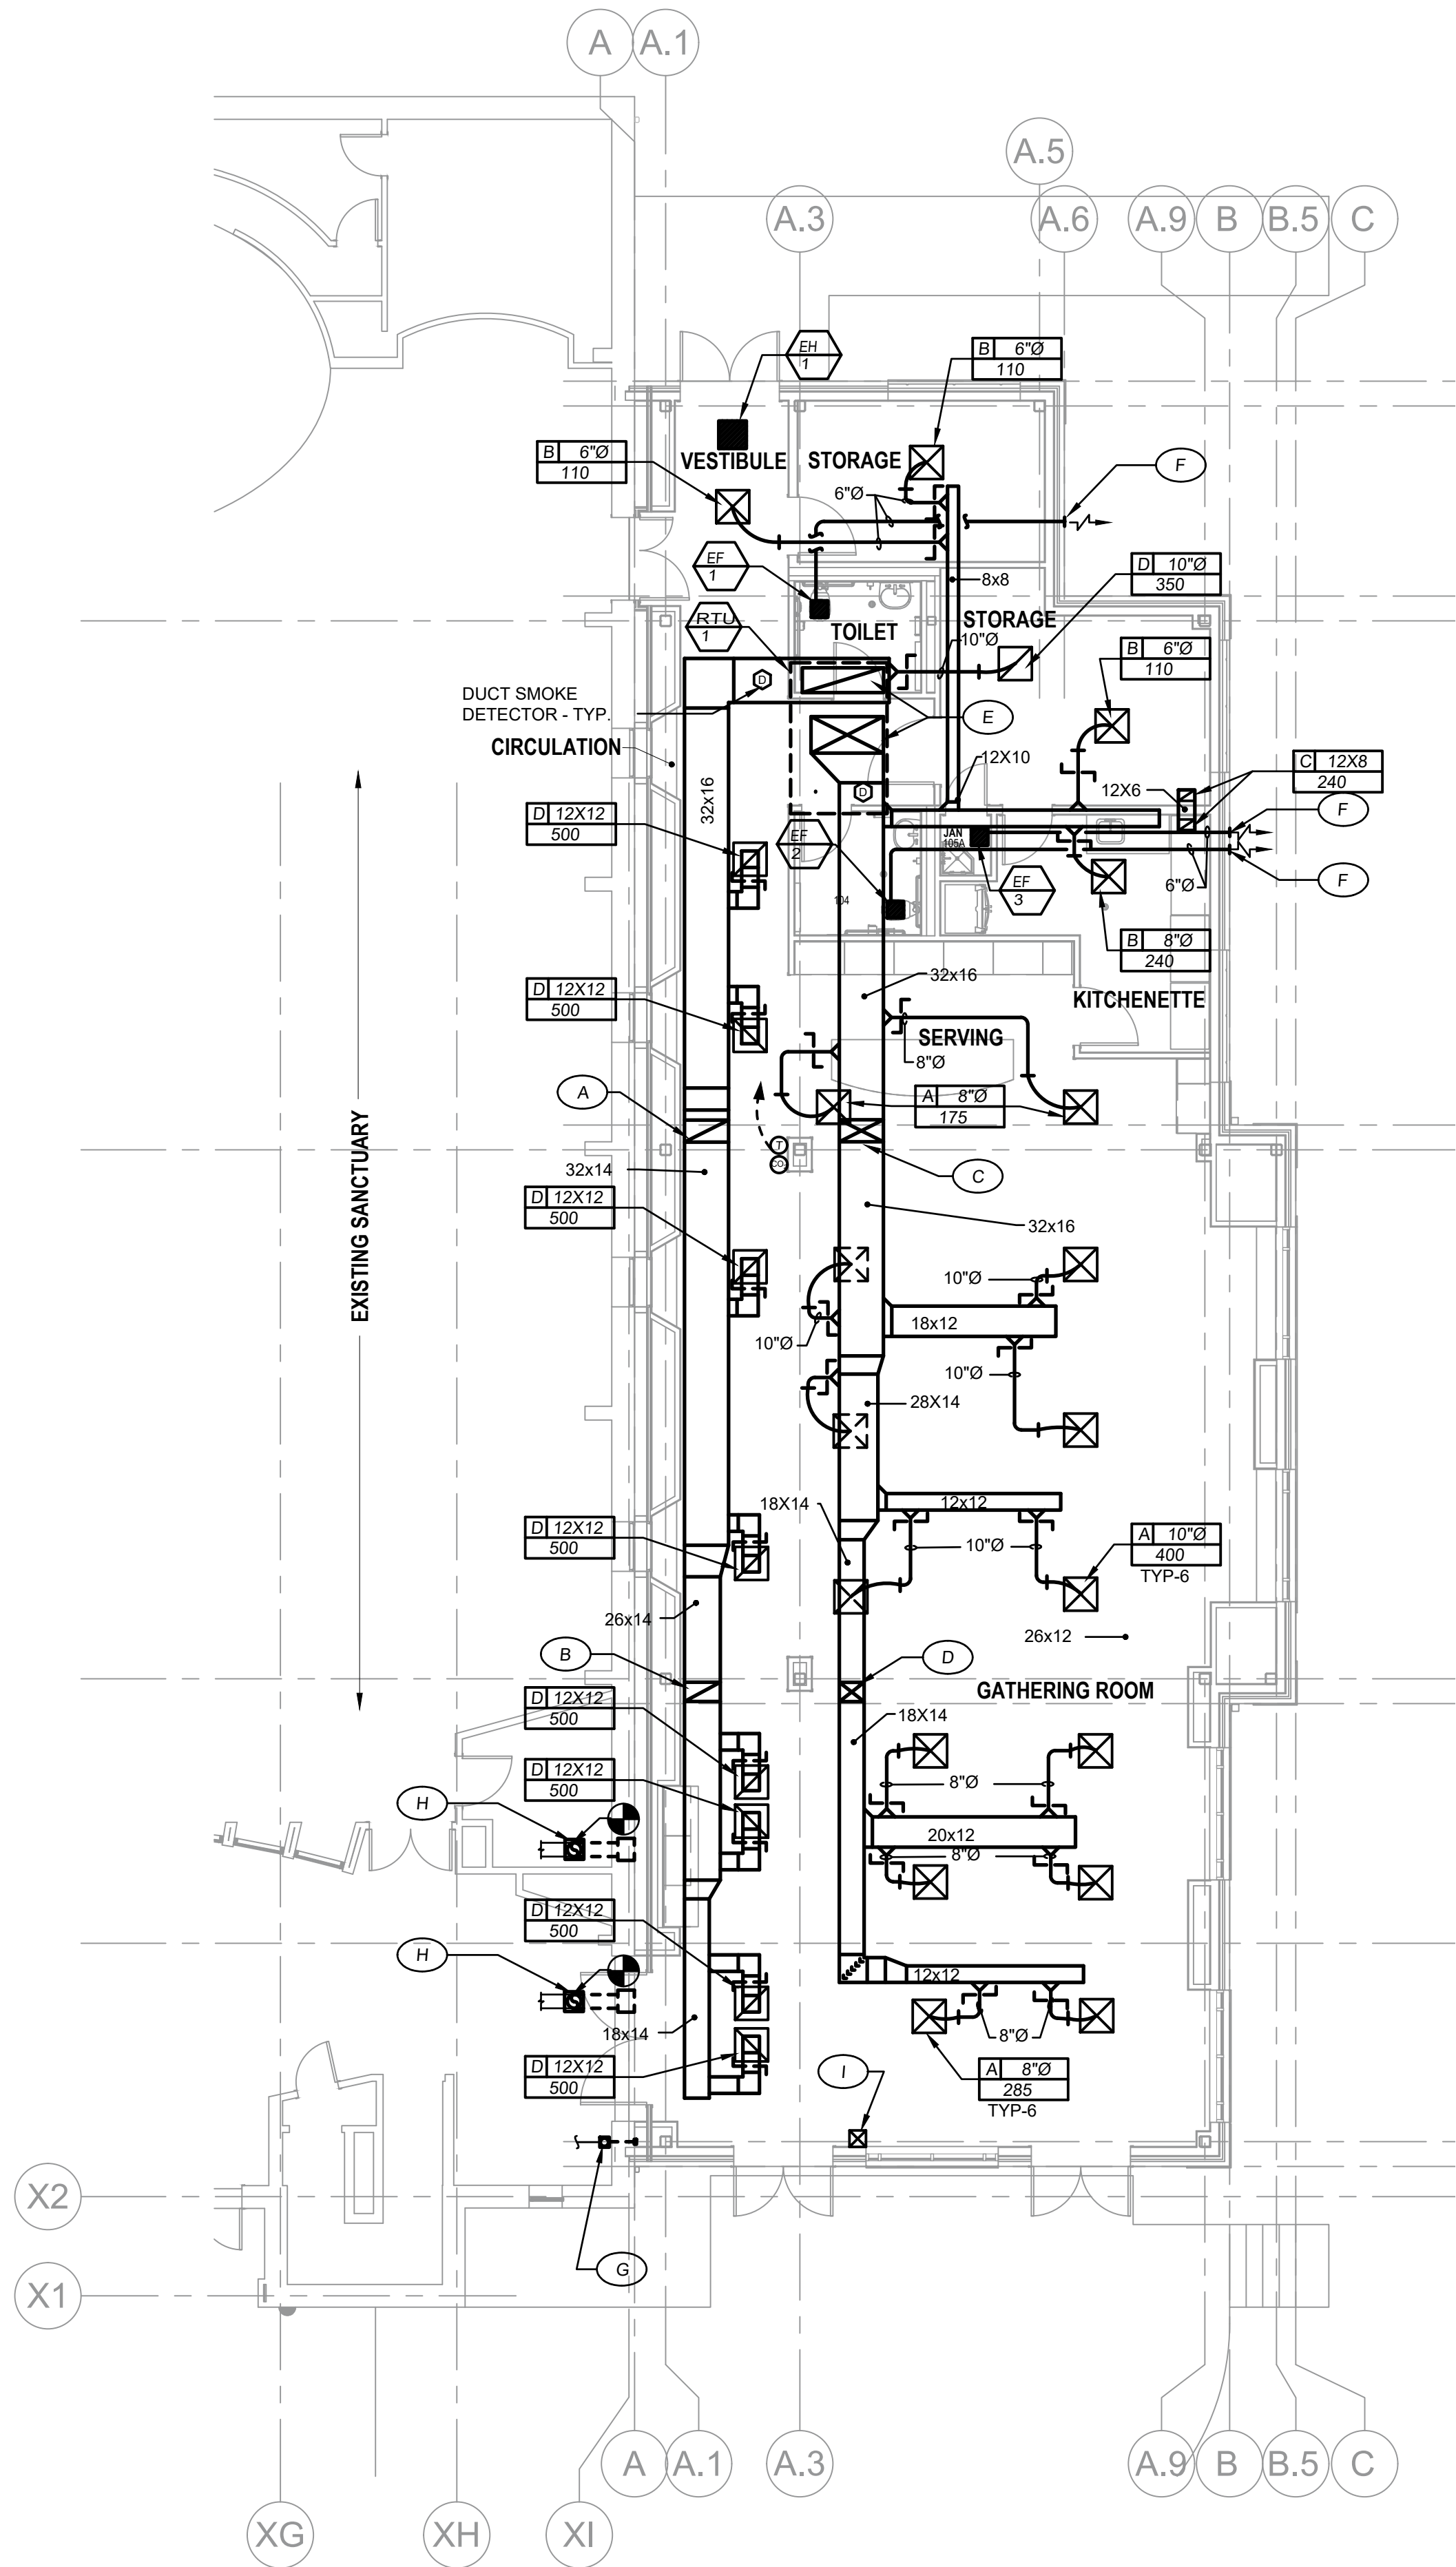 A
A.1
A.5
A.3
A.6
A.9
B
B.5
C
EH
1
B 6"Ø
110
B 6"Ø
110
VESTIBULE
STORAGE
F
6"Ø
EF
1
D 10"Ø
350
8x8
RTU
1
TOILET
STORAGE
10"Ø
B 6"Ø
110
D
DUCT SMOKE
DETECTOR - TYP.
E
CIRCULATION
12X10
C 12X8
240
12X6
D
32x16
D 12X12
500
F
EF
2
JAN
105A
EF
3
6"Ø
F
104
B 8"Ø
240
32x16
D 12X12
500
KITCHENETTE
SERVING
8"Ø
A
A 8"Ø
175
T
CO
EXISTING SANCTUARY
32x14
C
D 12X12
500
32x16
10"Ø
18x12
10"Ø
10"Ø
28X14
18X14
12x12
D 12X12
500
10"Ø
A 10"Ø
400
TYP-6
26x14
26x12
B
D
D 12X12
500
GATHERING ROOM
18X14
D 12X12
500
8"Ø
H
20x12
8"Ø
D 12X12
500
H
12x12
18x14
8"Ø
D 12X12
500
I
A 8"Ø
285
TYP-6
X2
G
X1
A
A.1
A.3
A.9
B
B.5
C
XG
XH
XI